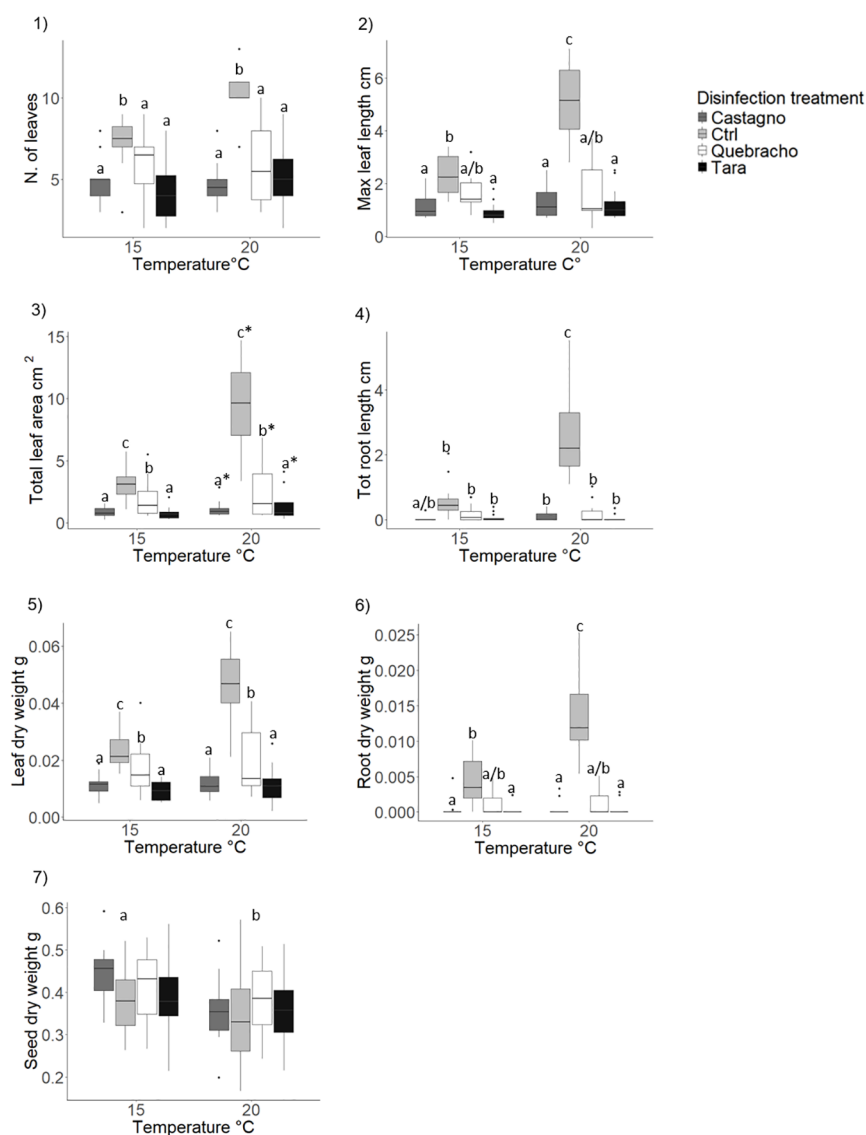 1)
N. of leaves
10
5
a
b
a
a
a
b
a
a
15
20
Temperature°C
2)
Max leaf length cm
6
4
2
0
a
b
a/b
a
a
c
a/b
a
15
20
Temperature C°
Disinfection treatment
Castagno
Ctrl
Quebracho
Tara
3)
Total leaf area cm 2
15
10
5
0
a
c
b
a
a*
c*
b*
a*
15
20
Temperature °C
4)
Tot root length cm
4
2
0
a/b
b
b
b
b
c
b
b
15
20
Temperature °C
5)
Leaf dry weight g
0.06
0.04
0.02
0.00
a
c
b
a
a
c
b
a
15
20
Temperature °C
6)
Root dry weight g
0.025
0.020
0.015
0.010
0.005
0.000
a
b
a/b
a
a
c
a/b
a
15
20
Temperature °C
7)
Seed dry weight g
0.6
0.5
0.4
0.3
0.2
a
b
15
20
Temperature °C